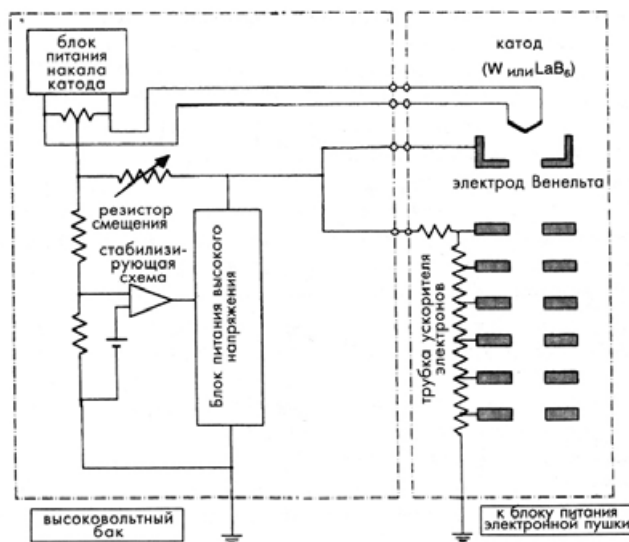 блок
питания
накала
катода
катод
(W или LaB₆)
резистор
смещения
электрод Венельта
стабилизи-
рующая
схема
Блок питания высокого
напряжения
трубка ускорителя
электронов
высоковольтный
бак
к блоку питания
электронной пушки